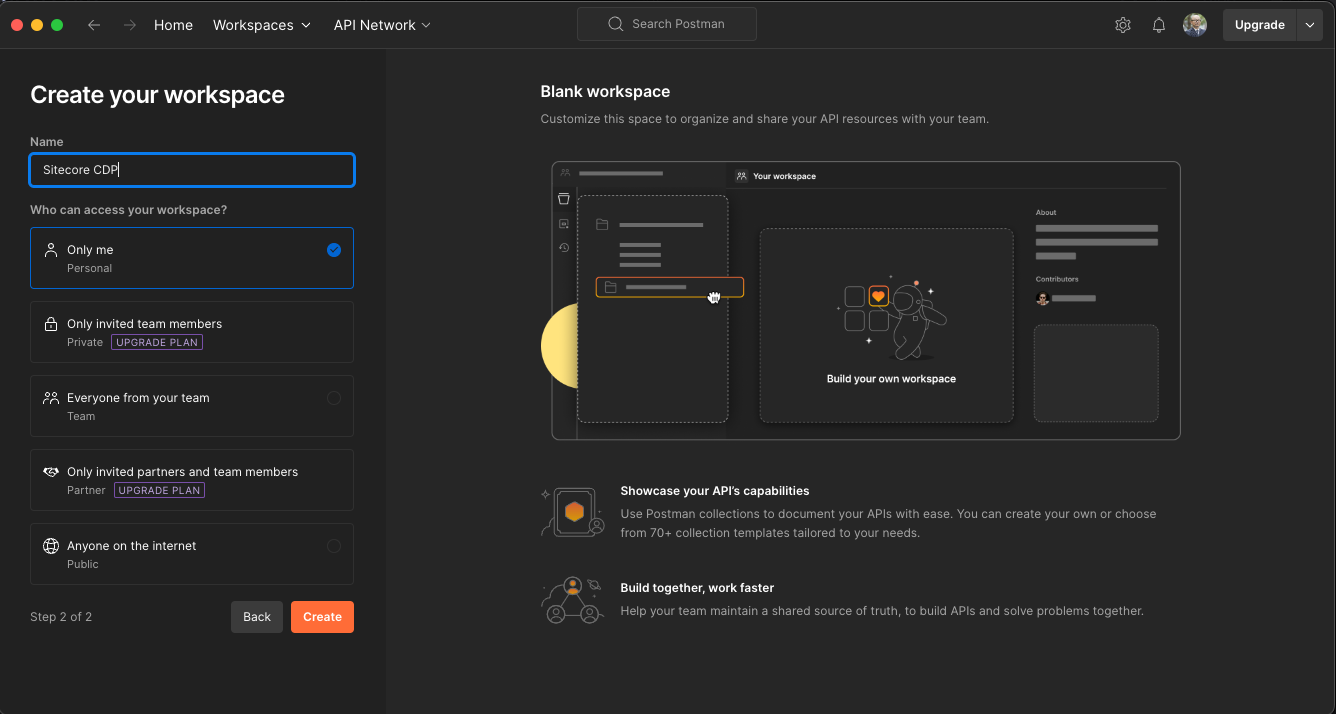 Home Workspaces API Network Search Postman Upgrade
Create your workspace
Name
Sitecore CDP
Who can access your workspace?
Only me
Personal
Only invited team members
Private UPGRADE PLAN
Everyone from your team
Team
Only invited partners and team members
Partner UPGRADE PLAN
Anyone on the internet
Public
Step 2 of 2 Back Create
Blank workspace
Customize this space to organize and share your API resources with your team.
Your workspace
About
Contributors
Build your own workspace
Showcase your API’s capabilities
Use Postman collections to document your APIs with ease. You can create your own or choose
from 70+ collection templates tailored to your needs.
Build together, work faster
Help your team maintain a shared source of truth, to build APIs and solve problems together.